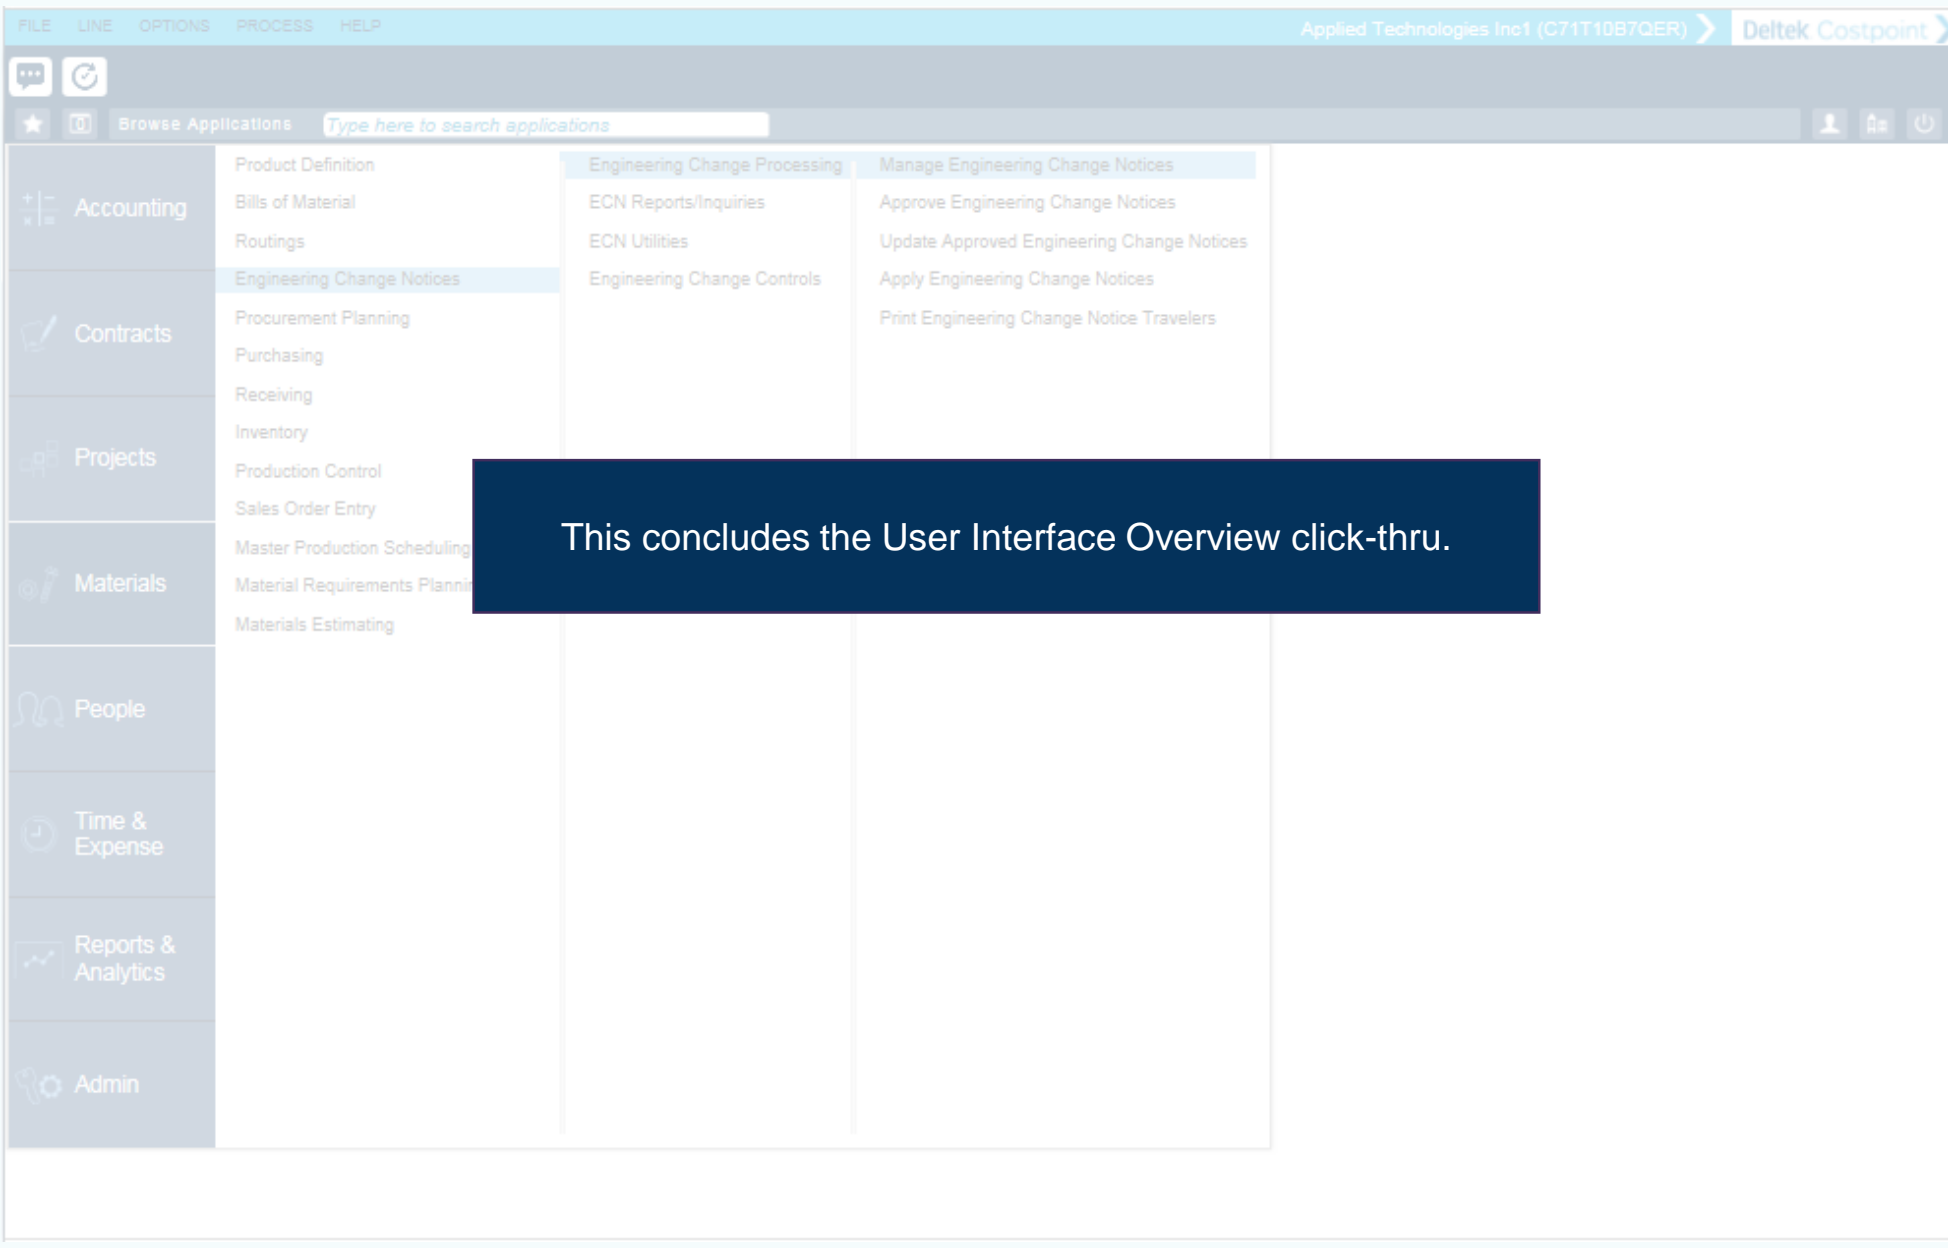 FILE LINE OPTIONS PROCESS HELP
Applied Technologies Inc1 (C71T10B7QER)
Deltek Costpoint
Browse Applications
Type here to search applications
Accounting
Contracts
Projects
Materials
People
Time &
Expense
Reports &
Analytics
Admin
Product Definition
Bills of Material
Routings
Engineering Change Notices
Procurement Planning
Purchasing
Receiving
Inventory
Production Control
Sales Order Entry
Master Production Scheduling
Material Requirements Plannin
Materials Estimating
Engineering Change Processing
ECN Reports/Inquiries
ECN Utilities
Engineering Change Controls
Manage Engineering Change Notices
Approve Engineering Change Notices
Update Approved Engineering Change Notices
Apply Engineering Change Notices
Print Engineering Change Notice Travelers
This concludes the User Interface Overview click-thru.